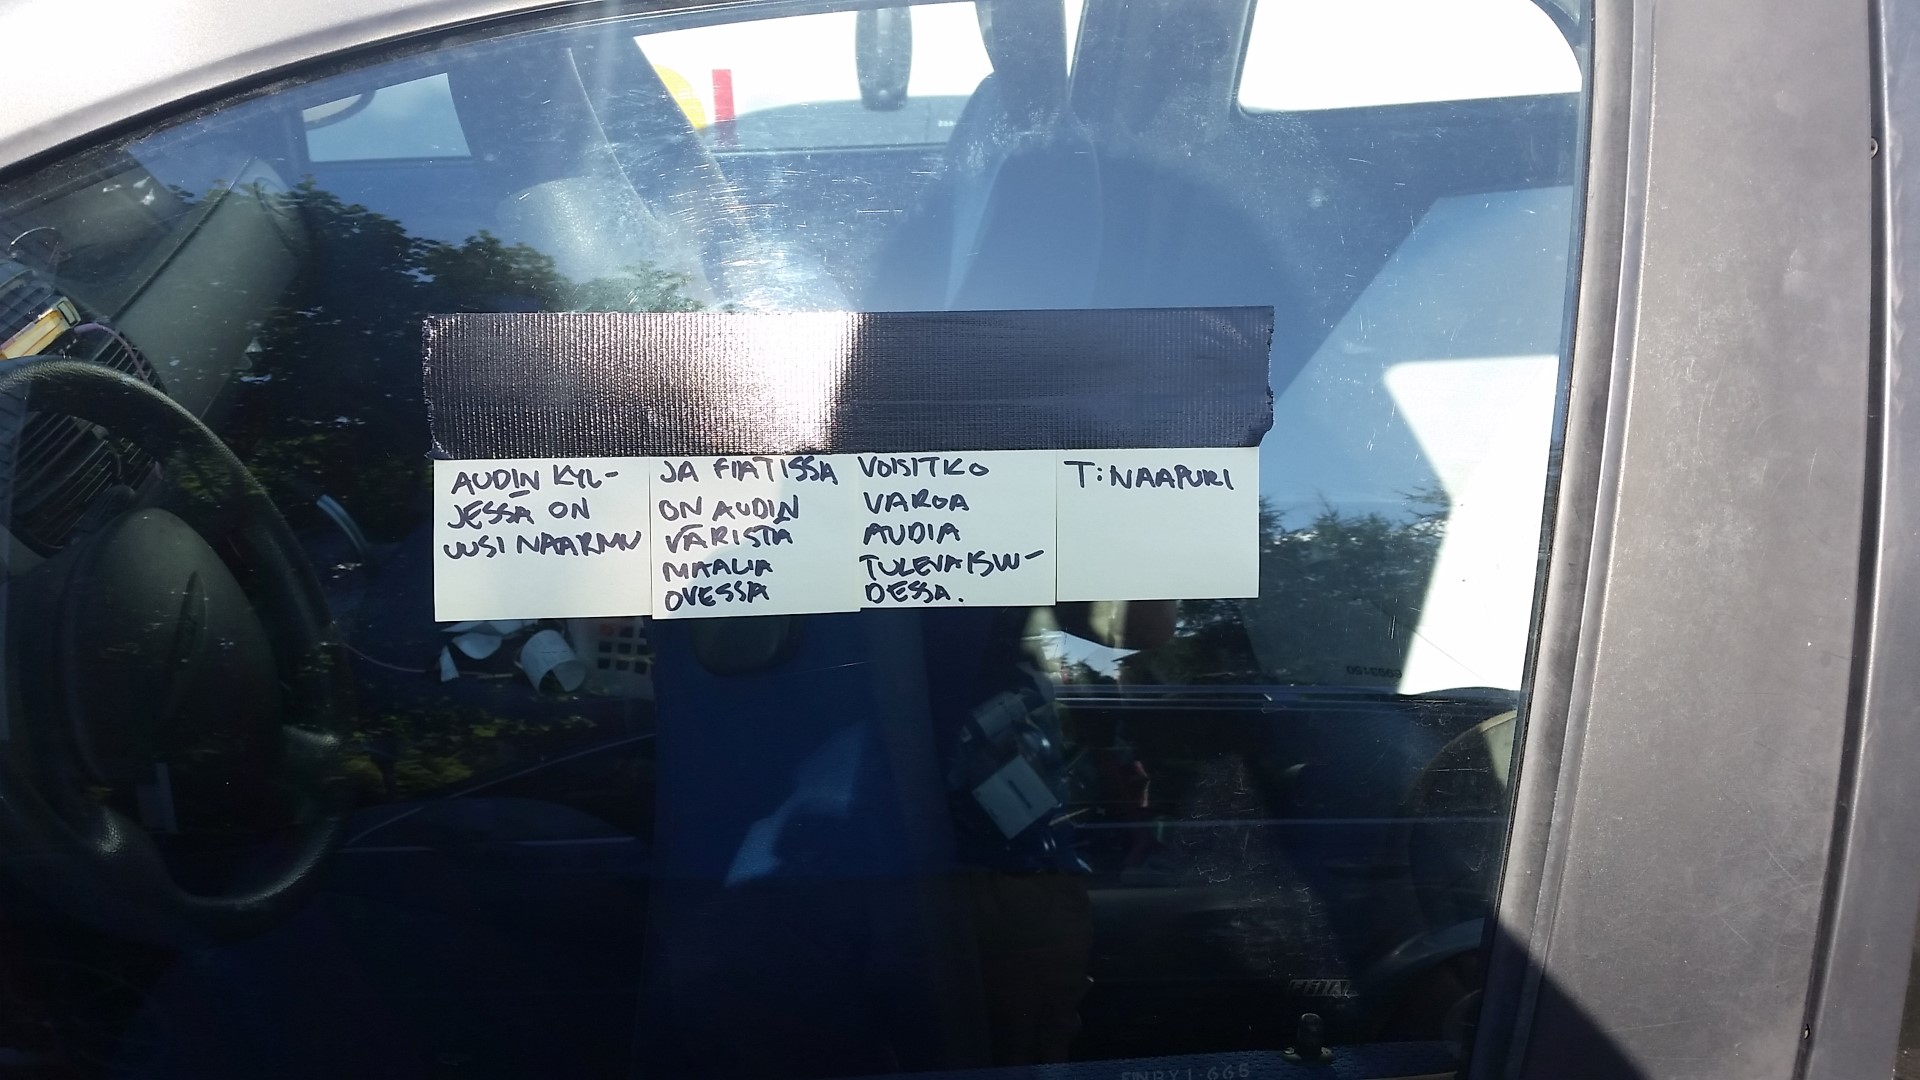 AUDIN KYL-
JESSÄ ON
UUSI NAARMU
JA FIATISSA
ON AUDIN
VÄRISTÄ
MAALIA
OVESSA
VOISITKO
VAROA
AUDIA
TULEVAISUU-
DESSA.
T: NAAPURI